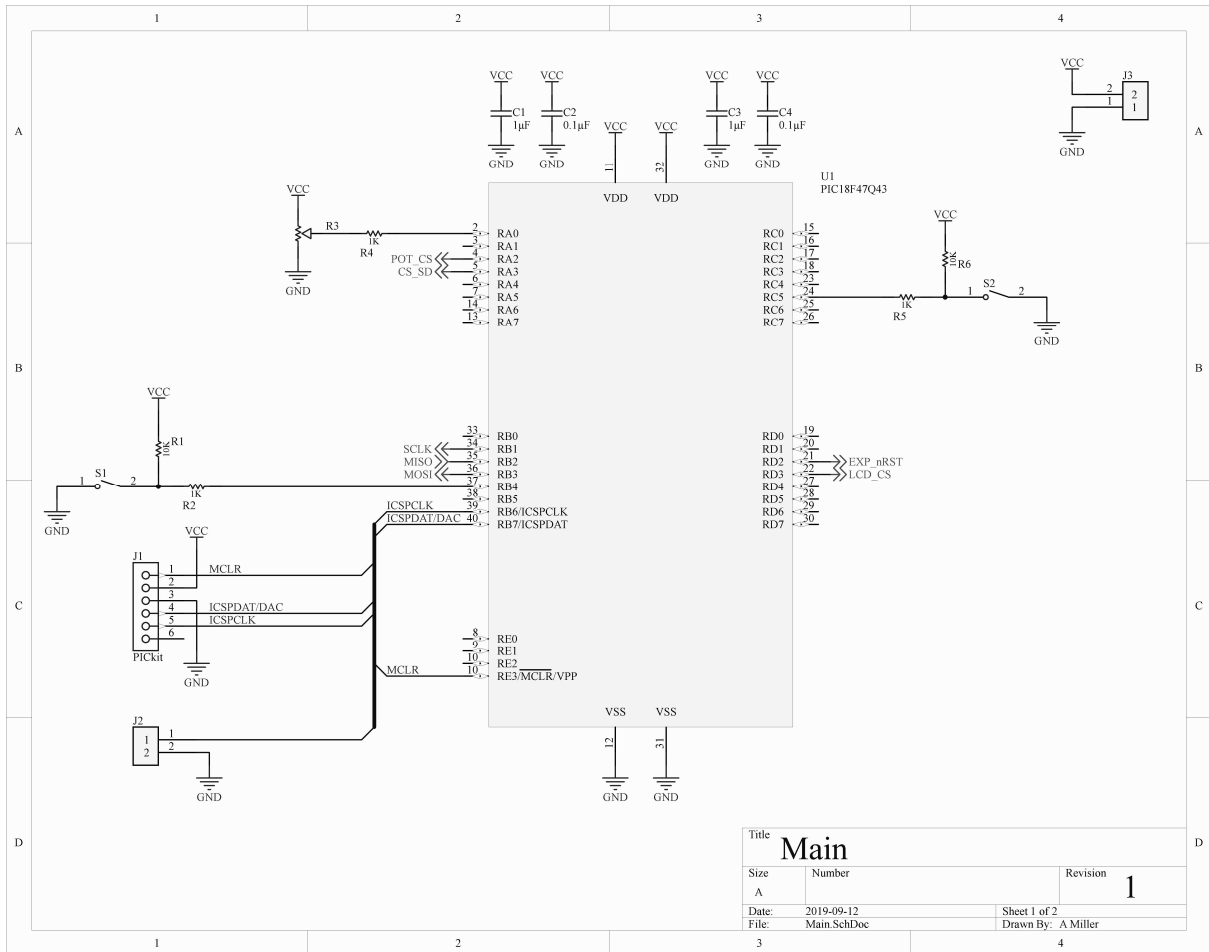 1 2 3 4
A
B
C
D
A
B
C
D
1 2 3 4
VCC
C1
1µF
GND
VCC
C2
0.1µF
GND
VCC
11
VDD
VCC
32
VDD
VCC
C3
1µF
GND
VCC
C4
0.1µF
GND
VCC
J3
2 2
1 1
GND
U1
PIC18F47Q43
VCC
R3
1K
R4
GND
2 RA0
3 RA1
POT_CS 4 RA2
CS_SD 5 RA3
6 RA4
7 RA5
14 RA6
13 RA7
RC0 15
RC1 16
RC2 17
RC3 18
RC4 23
RC5 24
RC6 25
RC7 26
VCC
10K
R6
1K
R5
1 S2 2
GND
VCC
10K
R1
1 S1 2
1K
R2
GND
33 RB0
SCLK 34 RB1
MISO 35 RB2
MOSI 36 RB3
37 RB4
38 RB5
ICSPCLK 39 RB6/ICSPCLK
ICSPDAT/DAC 40 RB7/ICSPDAT
RD0 19
RD1 20
RD2 21 EXP_nRST
RD3 22 LCD_CS
RD4 27
RD5 28
RD6 29
RD7 30
VCC
J1
1 MCLR
2
3
4 ICSPDAT/DAC
5 ICSPCLK
6
PICkit
GND
8 RE0
9 RE1
10 RE2
MCLR 10 RE3/MCLR/VPP
J2
1 1
2 2
GND
VSS
12
GND
VSS
31
GND
Title Main
Size Number Revision
A 1
Date: 2019-09-12 Sheet 1 of 2
File: Main.SchDoc Drawn By: A Miller